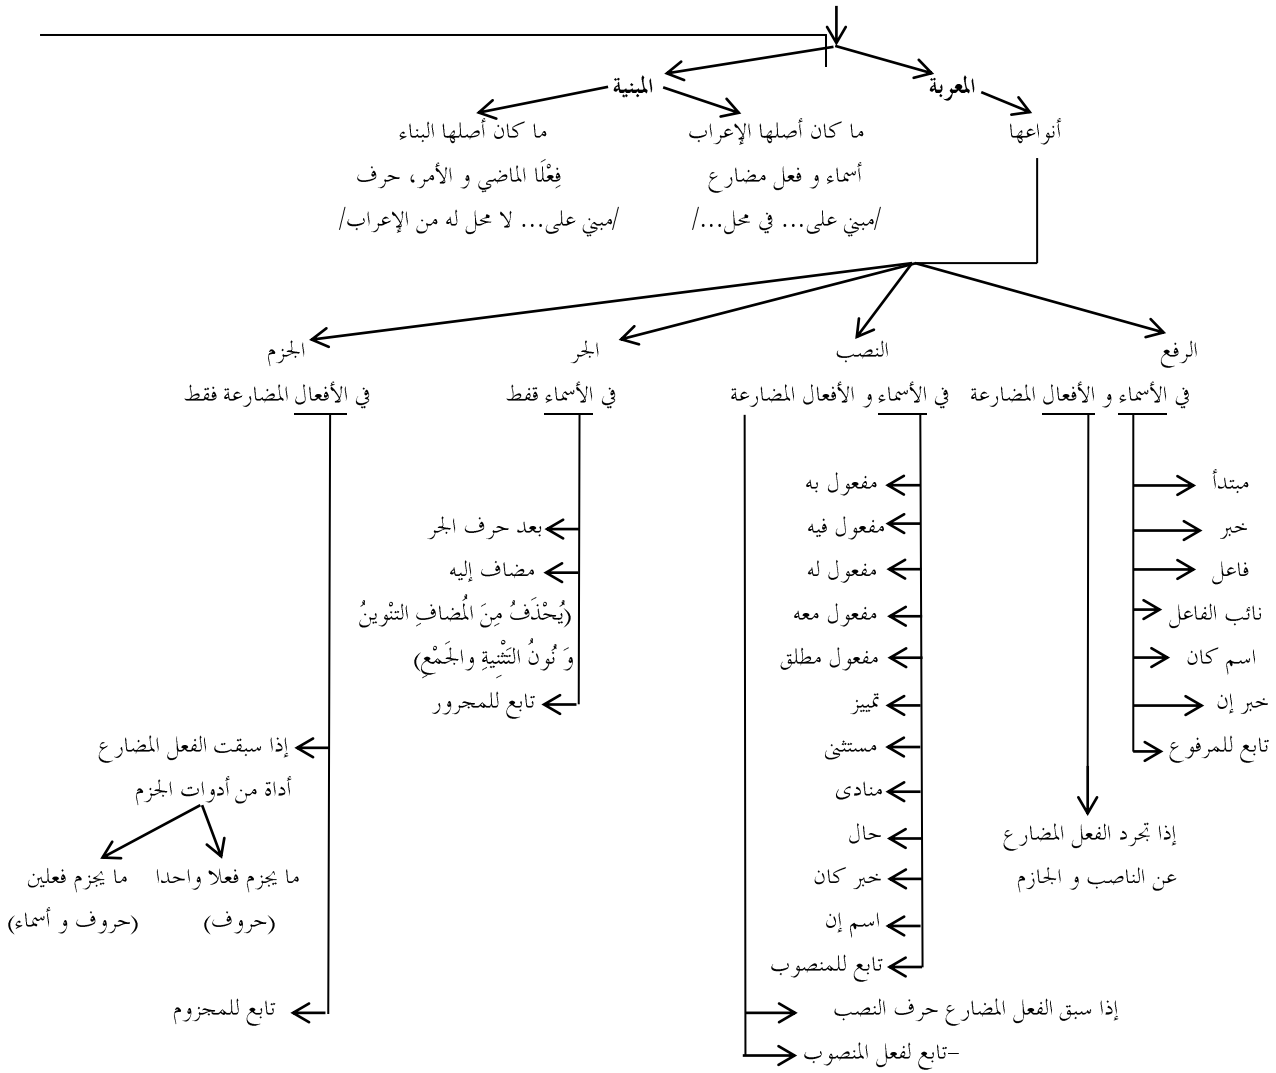 المعربة
المبنية
أنواعها
ما كان أصلها الإعراب
ما كان أصلها البناء
أسماء و فعل مضارع
فِعْلَا الماضي و الأمر، حرف
/مبني على... في محل.../
/مبني على... لا محل له من الإعراب/
الرفع
النصب
الجر
الجزم
في الأسماء و الأفعال المضارعة
في الأسماء و الأفعال المضارعة
في الأسماء قفط
في الأفعال المضارعة فقط
مبتدأ
خبر
فاعل
نائب الفاعل
اسم كان
خبر إن
تابع للمرفوع
إذا تجرد الفعل المضارع
عن الناصب و الجازم
مفعول به
مفعول فيه
مفعول له
مفعول معه
مفعول مطلق
تمييز
مستثنى
منادى
حال
خبر كان
اسم إن
تابع للمنصوب
إذا سبق الفعل المضارع حرف النصب
–تابع لفعل المنصوب
بعد حرف الجر
مضاف إليه
(يُحْذَفُ مِنَ المُضافِ التنْوينُ
وَ نُونُ التَثْنِيةِ والجَمْعِ)
تابع للمجرور
إذا سبقت الفعل المضارع
أداة من أدوات الجزم
ما يجزم فعلا واحدا
(حروف)
ما يجزم فعلين
(حروف و أسماء)
تابع للمجزوم